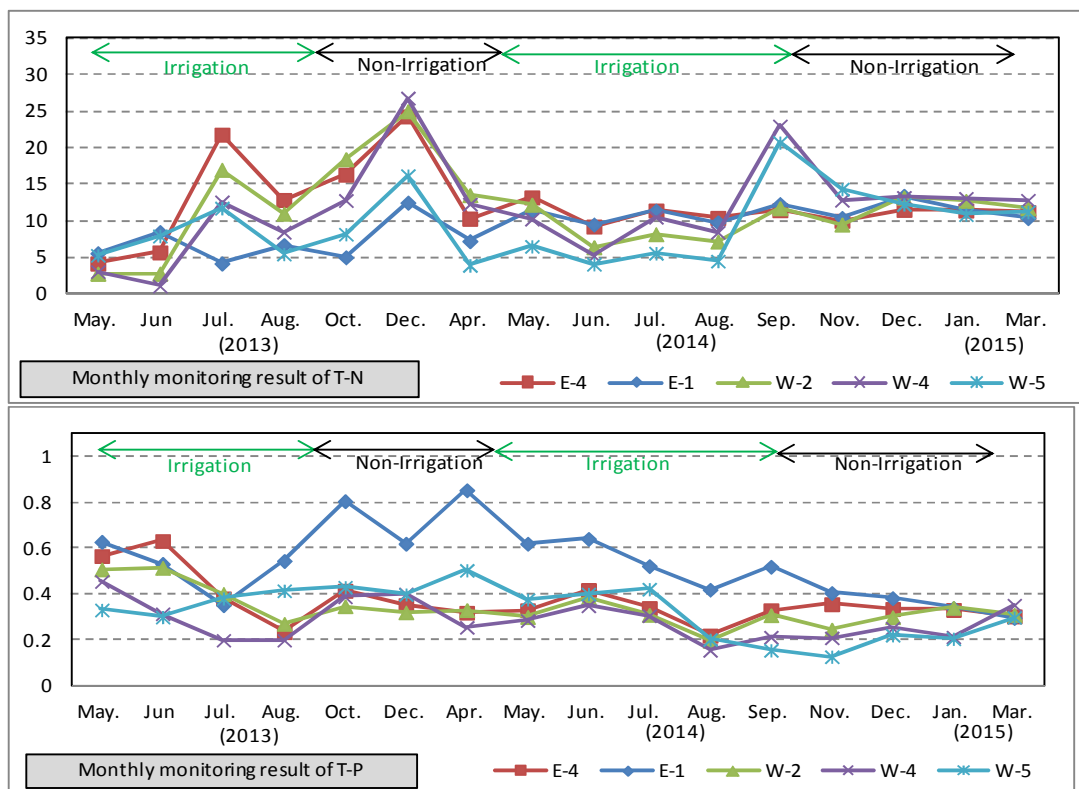 35
30
25
20
15
10
5
0
Irrigation Non-Irrigation Irrigation Non-Irrigation
May. Jun Jul. Aug. Oct. Dec. Apr. May. Jun. Jul. Aug. Sep. Nov. Dec. Jan. Mar.
(2013) (2014) (2015)
Monthly monitoring result of T-N
E-4 E-1 W-2 W-4 W-5
1
0.8
0.6
0.4
0.2
0
Irrigation Non-Irrigation Irrigation Non-Irrigation
May. Jun Jul. Aug. Oct. Dec. Apr. May. Jun. Jul. Aug. Sep. Nov. Dec. Jan. Mar.
(2013) (2014) (2015)
Monthly monitoring result of T-P
E-4 E-1 W-2 W-4 W-5